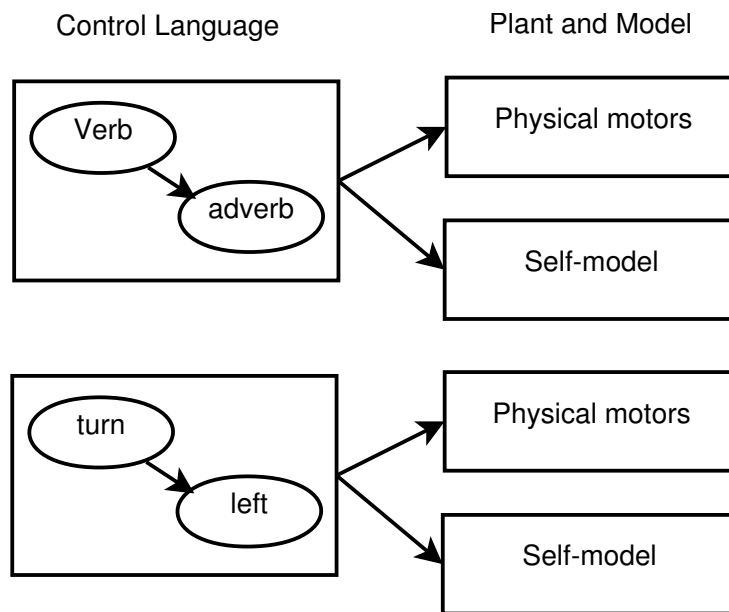 Control Language
Plant and Model
Verb
adverb
Physical motors
Self-model
turn
left
Physical motors
Self-model